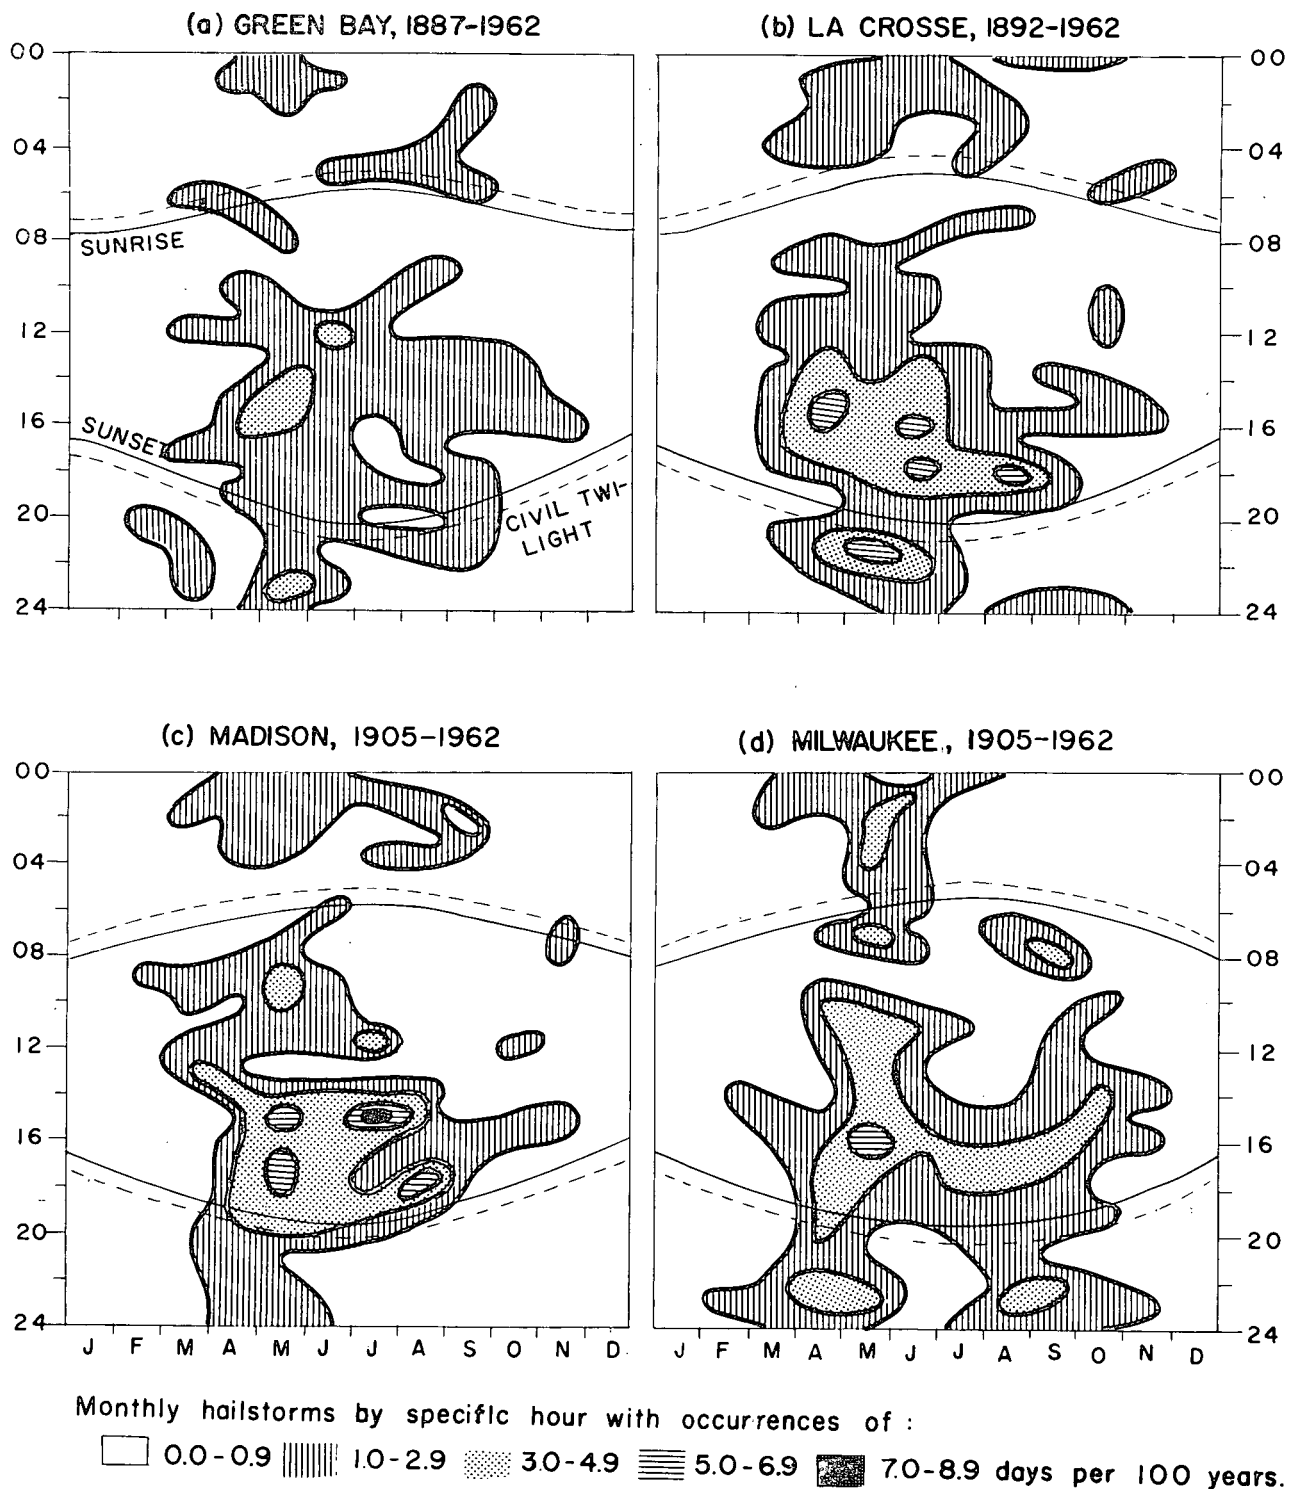 (a) GREEN BAY, 1887-1962
(b) LA CROSSE, 1892-1962
00
04
08
12
16
20
24
SUNRISE
SUNSET
CIVIL TWI-
LIGHT
00
04
08
12
16
20
24
(c) MADISON, 1905-1962
(d) MILWAUKEE, 1905-1962
00
04
08
12
16
20
24
00
04
08
12
16
20
24
J F M A M J J A S O N D
J F M A M J J A S O N D
Monthly hailstorms by specific hour with occurrences of :
0.0-0.9 1.0-2.9 3.0-4.9 5.0-6.9 7.0-8.9 days per 100 years.